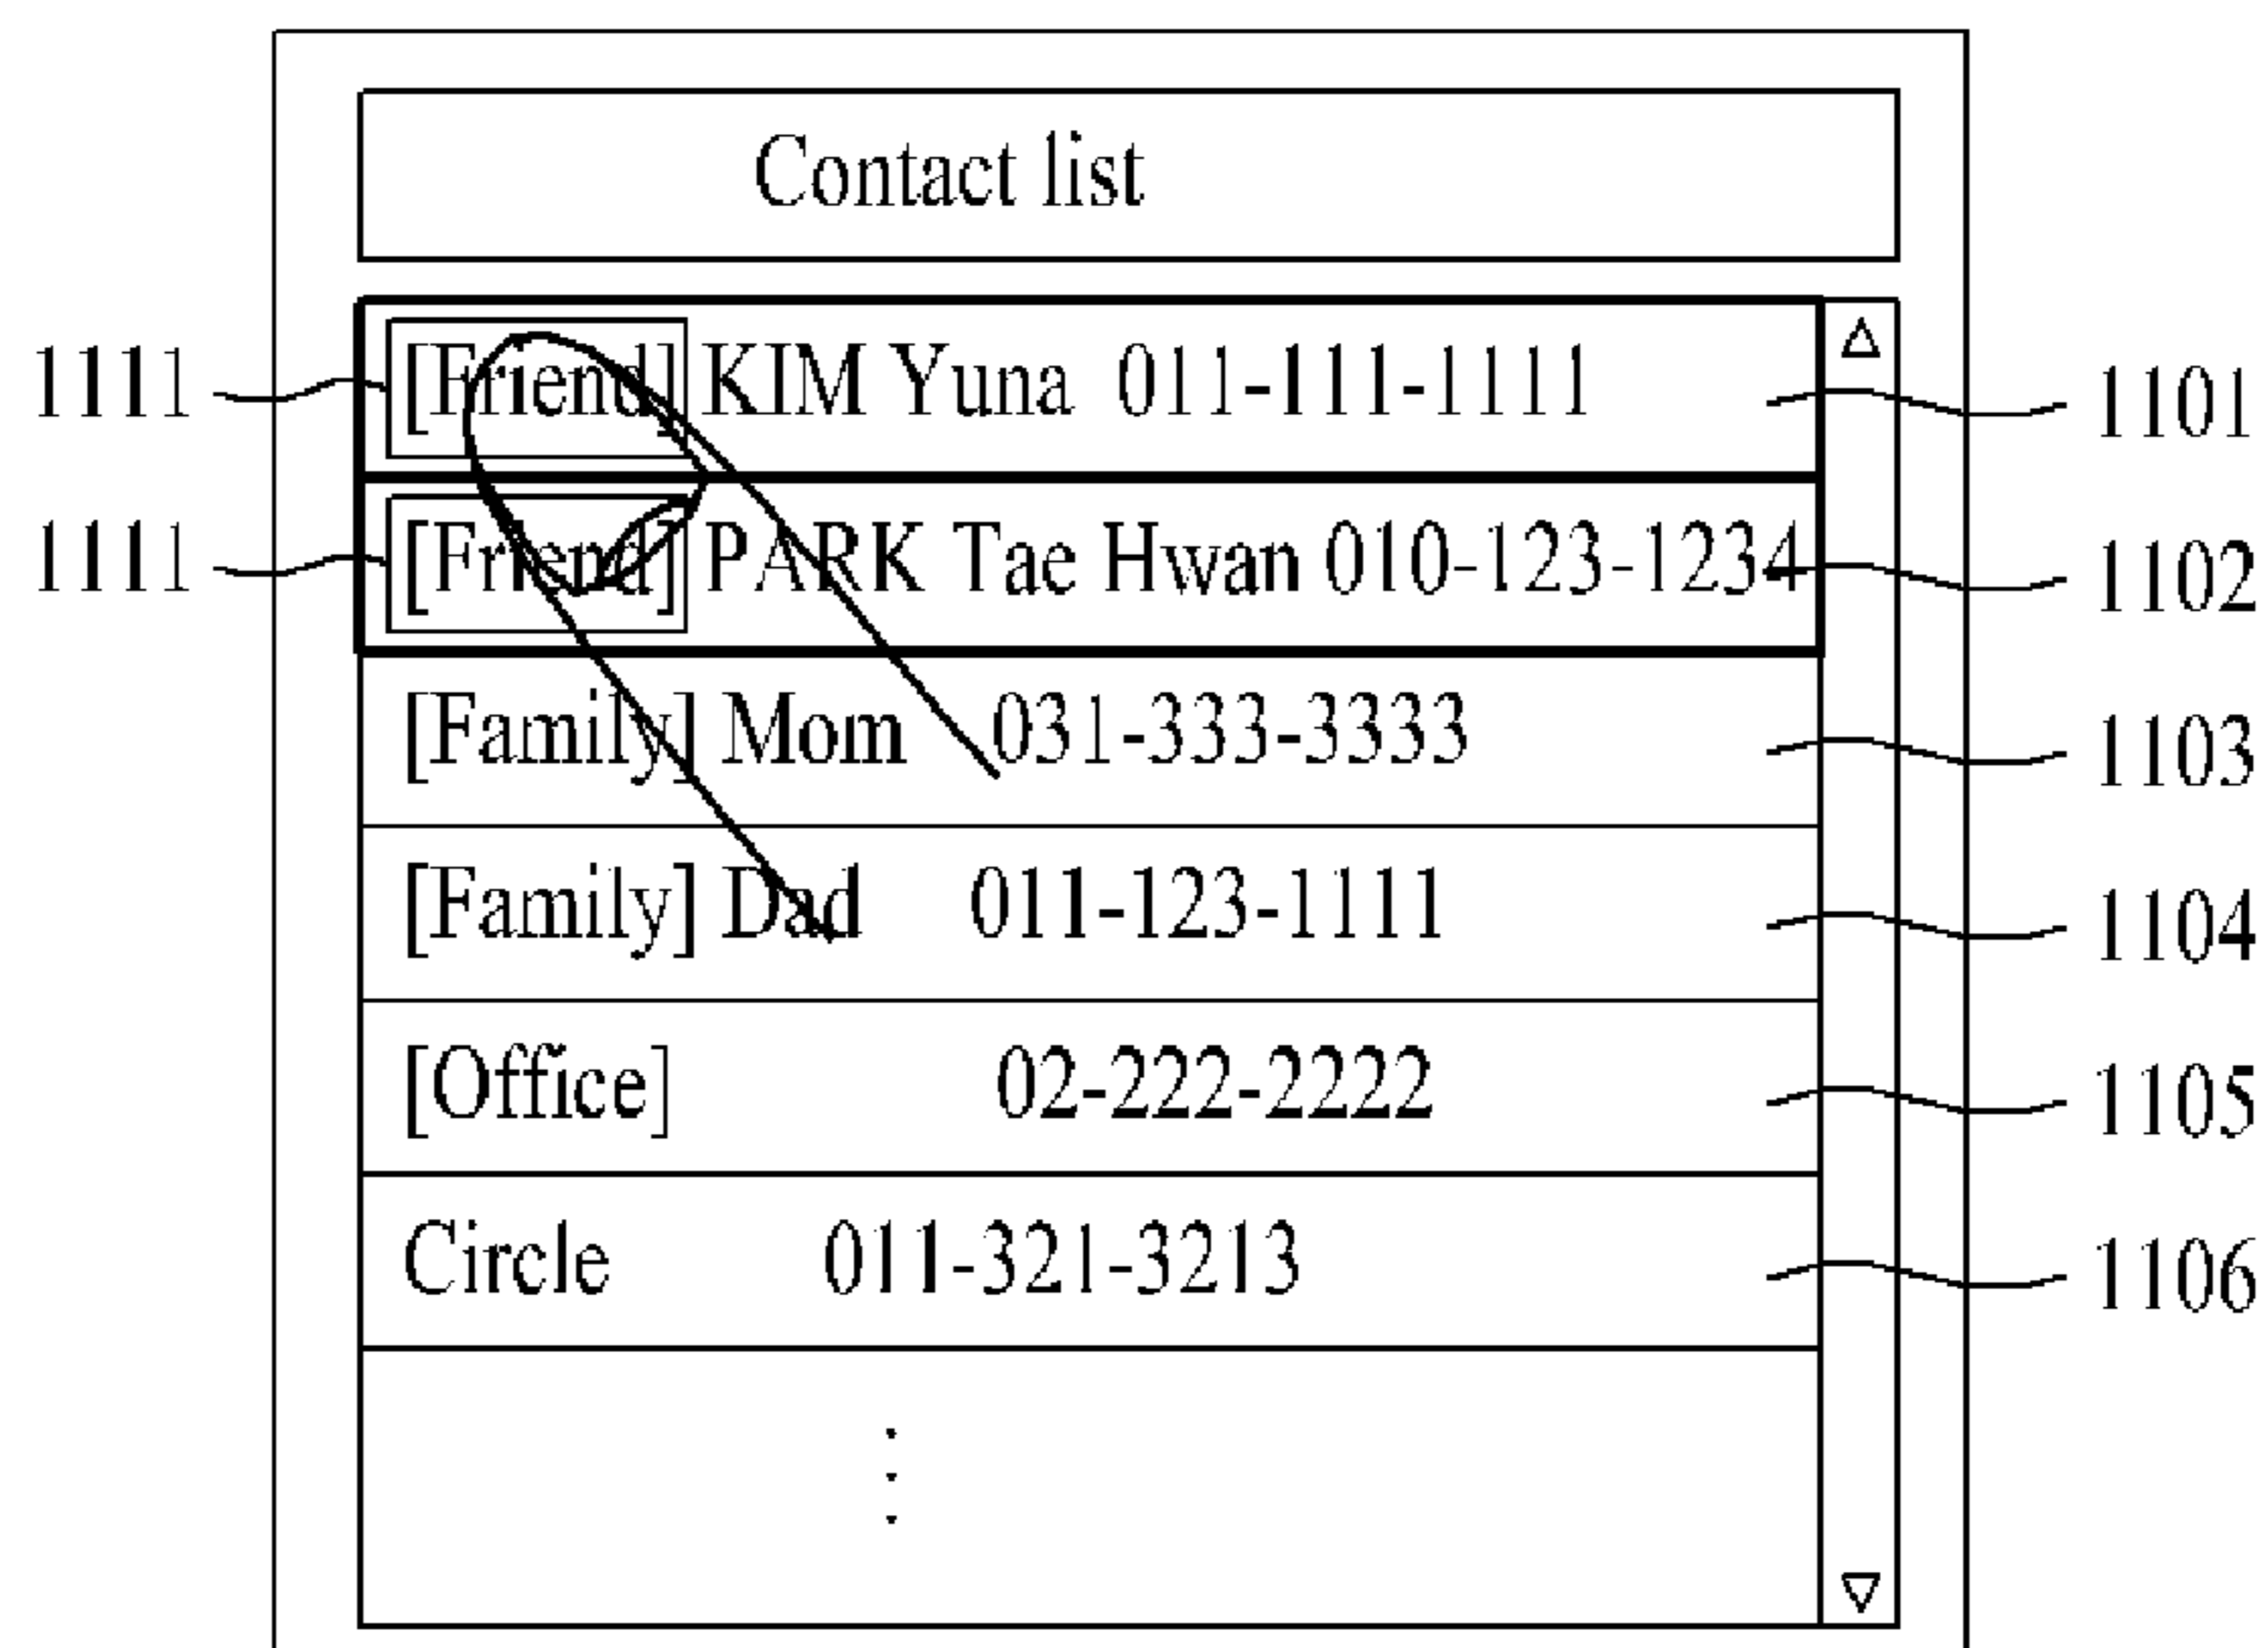 Contact list
1111 [Friend] KIM Yuna 011-111-1111 1101
1111 [Friend] PARK Tae Hwan 010-123-1234 1102
[Family] Mom 031-333-3333 1103
[Family] Dad 011-123-1111 1104
[Office] 02-222-2222 1105
Circle 011-321-3213 1106